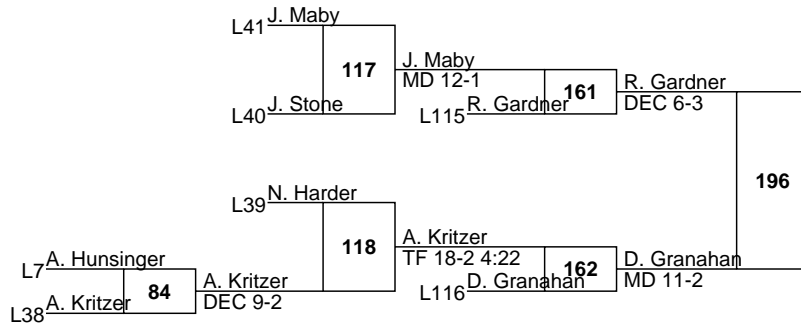 L41 J. Maby
117
J. Maby
MD 12-1
L40 J. Stone
161
R. Gardner
DEC 6-3
L115 R. Gardner
196
L39 N. Harder
118
A. Kritzer
TF 18-2 4:22
L7 A. Hunsinger
84
A. Kritzer
DEC 9-2
L38 A. Kritzer
162
D. Granahan
MD 11-2
L116 D. Granahan